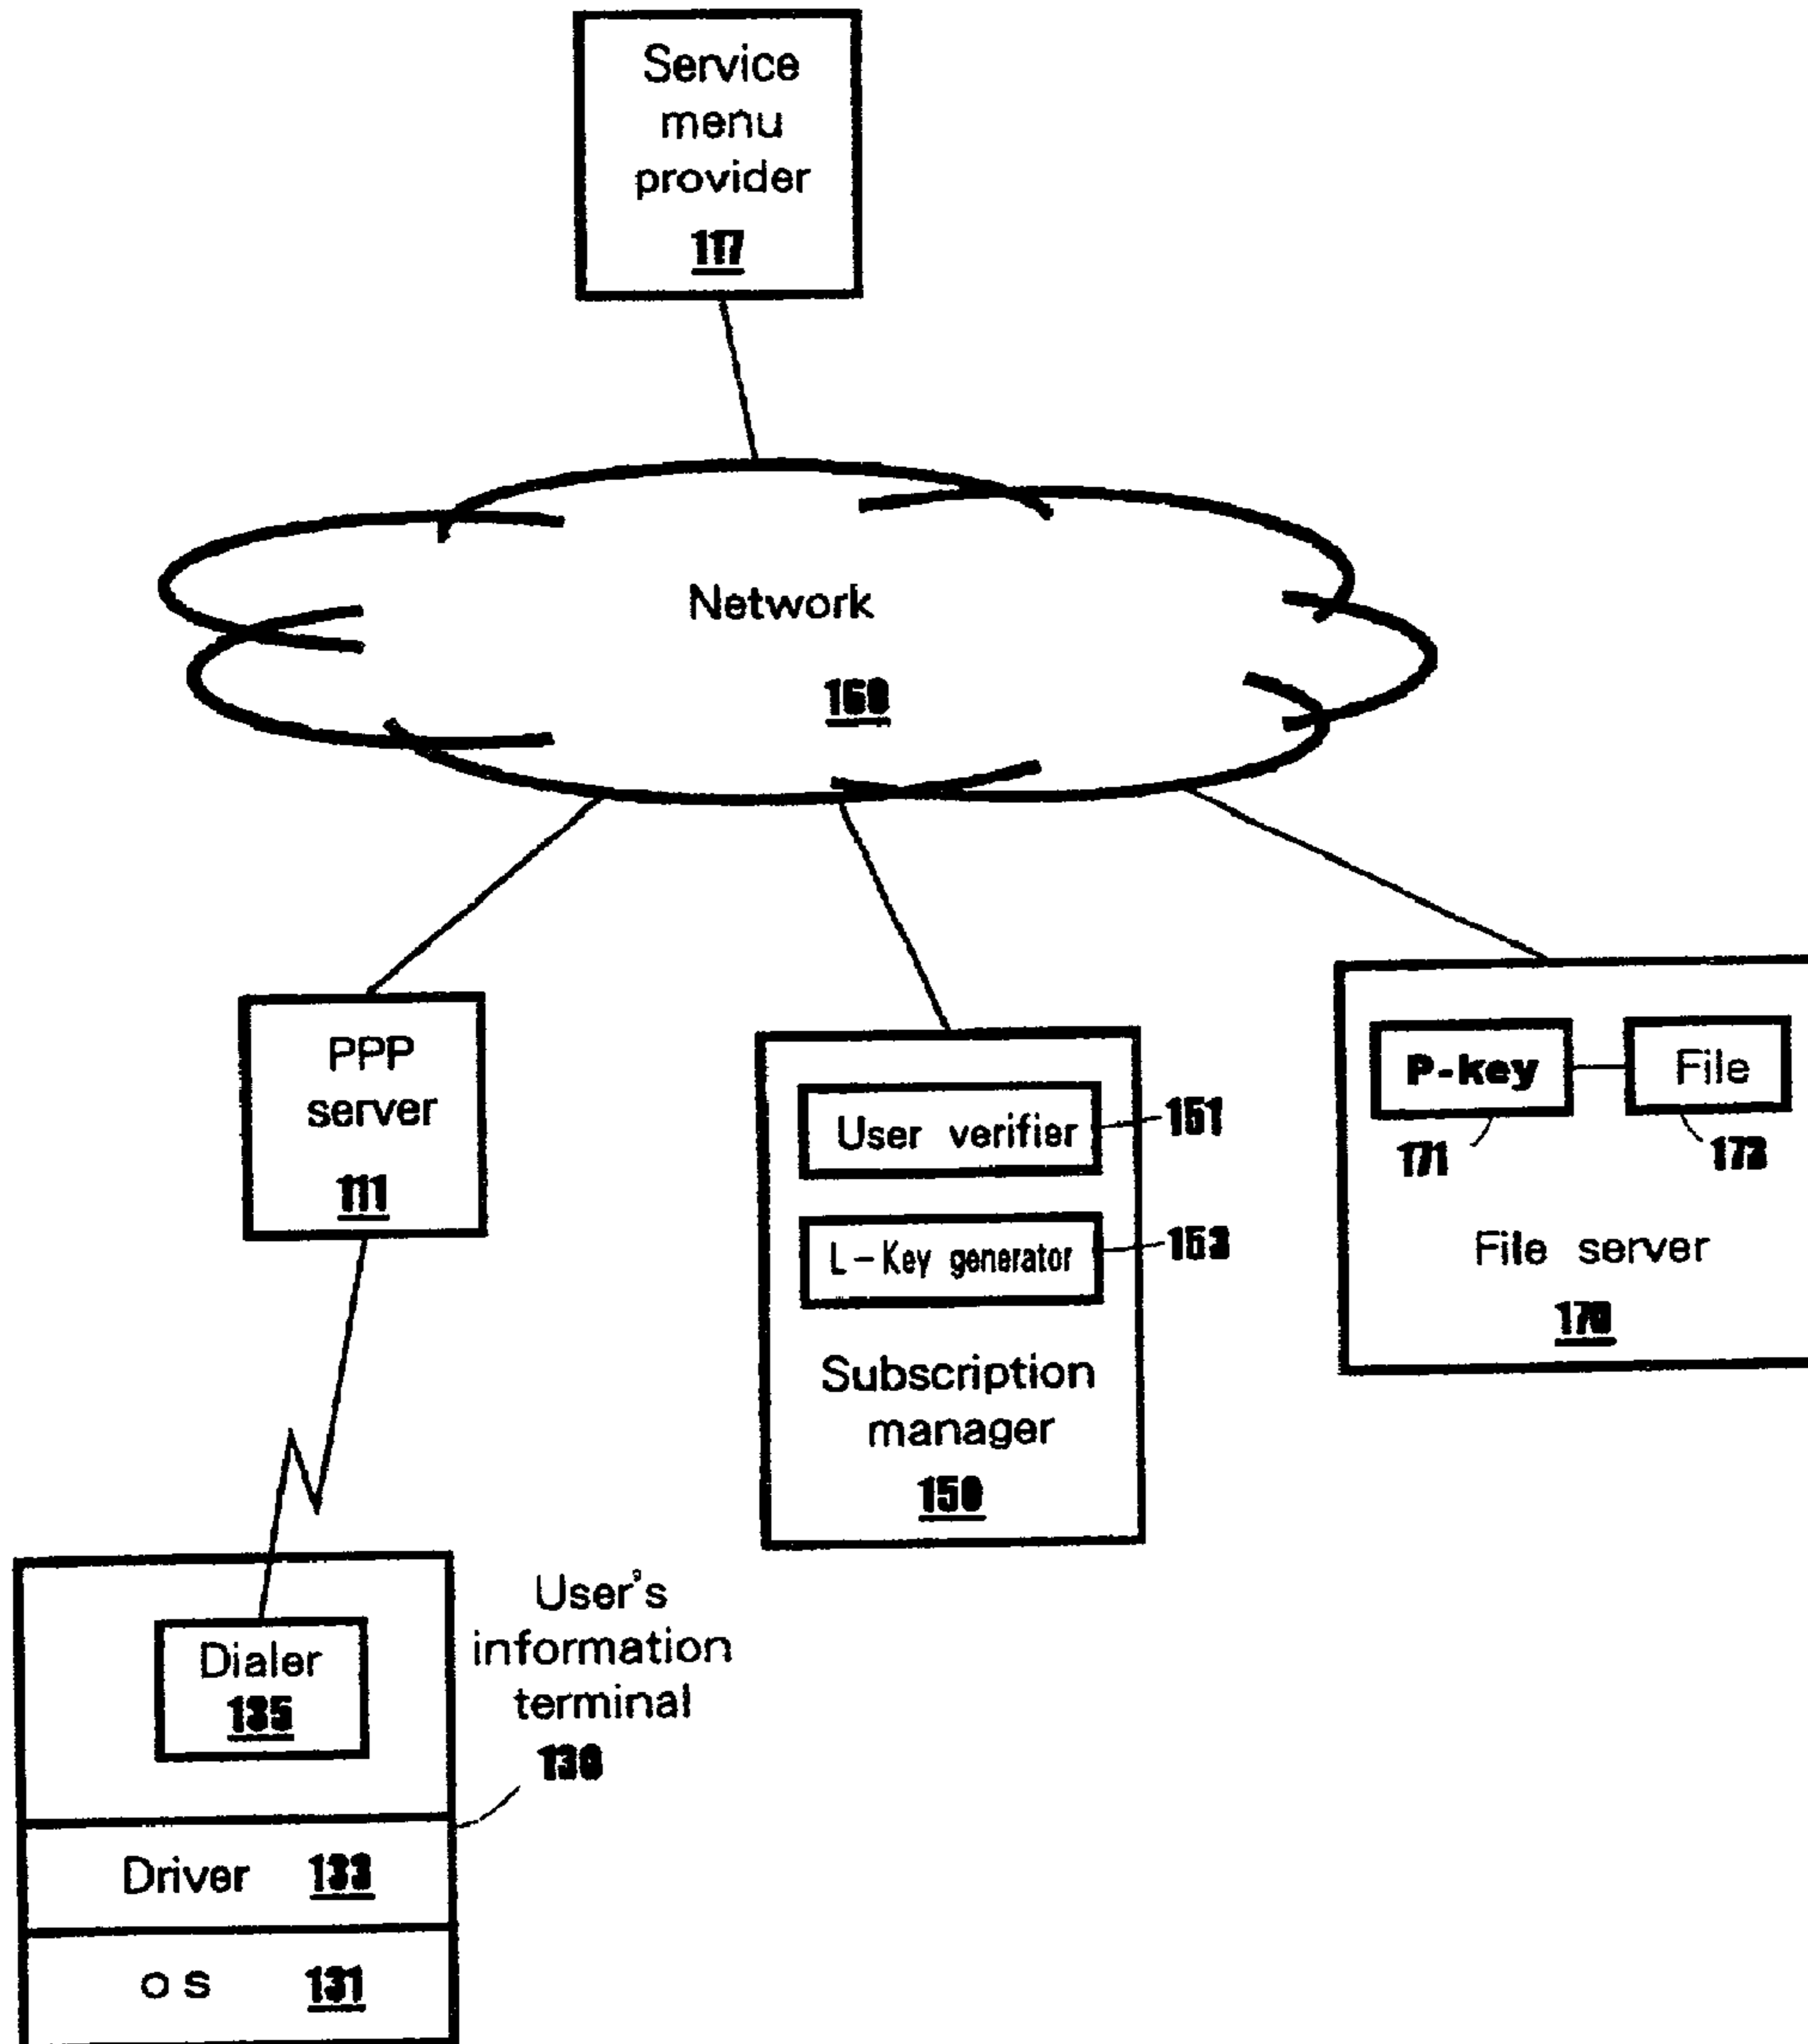 Service
menu
provider
117
Network
160
PPP
server
111
User verifier
151
L-Key generator
153
Subscription
manager
150
P-key
File
171
173
File server
170
Dialer
135
User's
information
terminal
130
Driver 133
OS 131